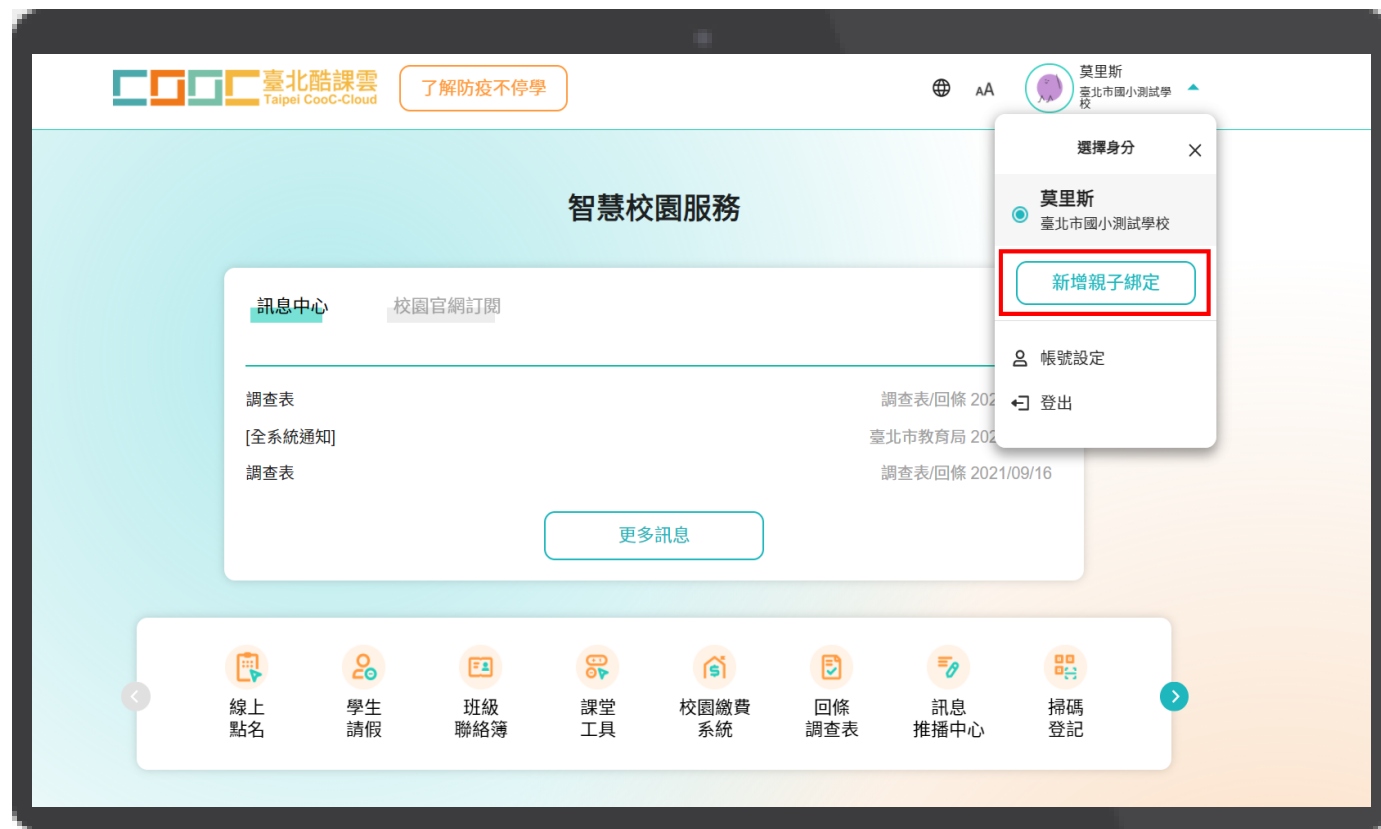 臺北酷課雲
Taipei CooC-Cloud
了解防疫不停學
AA
莫里斯
臺北市國小測試學
校
選擇身分
莫里斯
臺北市國小測試學校
新增親子綁定
帳號設定
登出
智慧校園服務
訊息中心
校園官網訂閱
調查表
調查表/回條 202
[全系統通知]
臺北市教育局 202
調查表
調查表/回條 2021/09/16
更多訊息
線上
點名
學生
請假
班級
聯絡簿
課堂
工具
校園繳費
系統
回條
調查表
訊息
推播中心
掃碼
登記